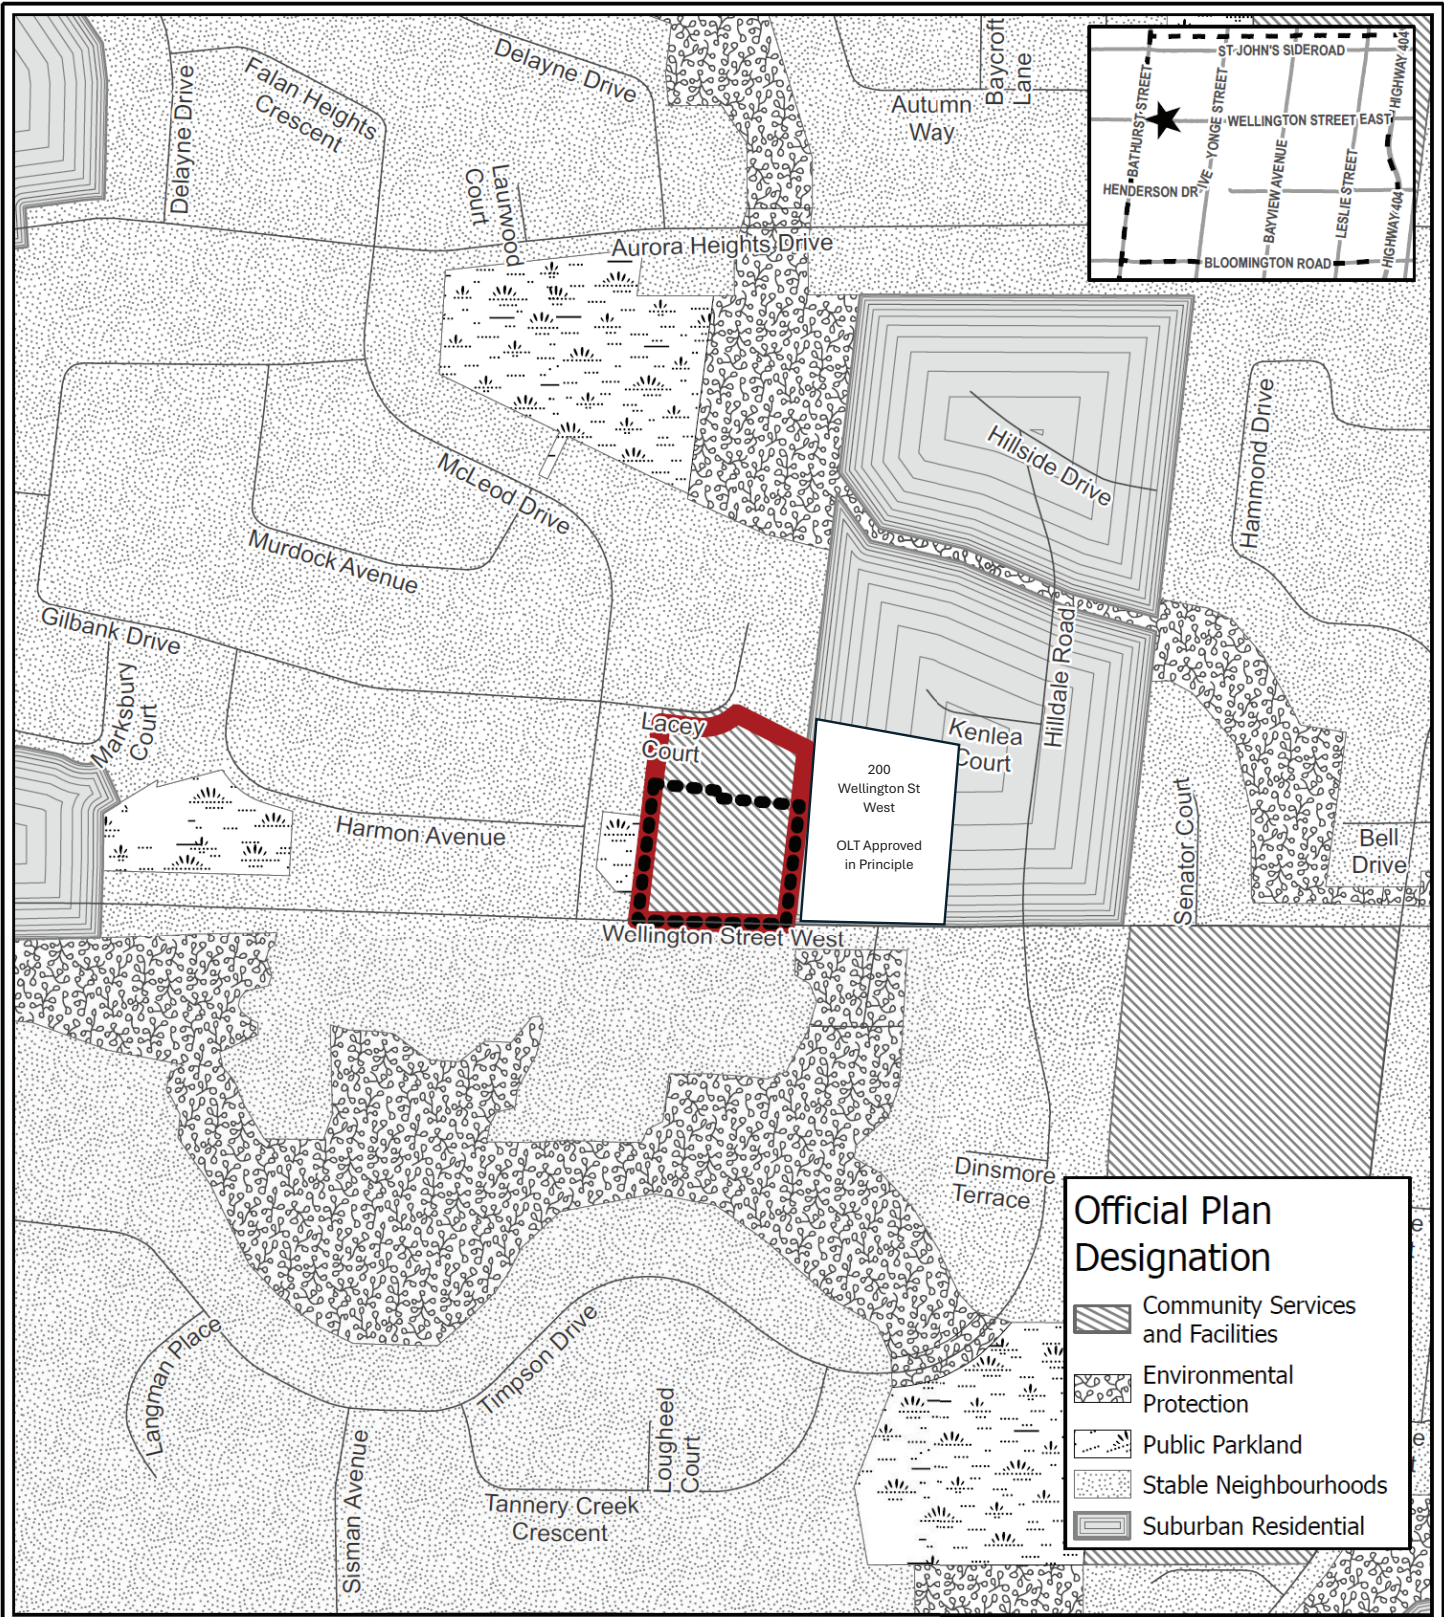 Delayne Drive
Falan Heights
Crescent
Delayne Drive
Baycroft
Lane
Autumn
Way
ST JOHN'S SIDEROAD
HIGHWAY 404
BATHURST STREET
YONGE STREET
WELLINGTON STREET EAST
BAYVIEW AVENUE
LESLIE STREET
HENDERSON DRIVE
HIGHWAY 404
BLOOMINGTON ROAD
Laurwood
Court
Aurora Heights Drive
Hillside Drive
Hammond Drive
McLeod Drive
Murdock Avenue
Gilbank Drive
Marksbury
Court
Hilldale Road
Lacey
Court
Kenlea
Court
200
Wellington St
West
OLT Approved
in Principle
Senator Court
Harmon Avenue
Bell
Drive
Wellington Street West
Dinsmore
Terrace
Langman Place
Timpson Drive
Sisman Avenue
Lougheed
Court
Tannery Creek
Crescent
Official Plan
Designation
Community Services
and Facilities
Environmental
Protection
Public Parkland
Stable Neighbourhoods
Suburban Residential